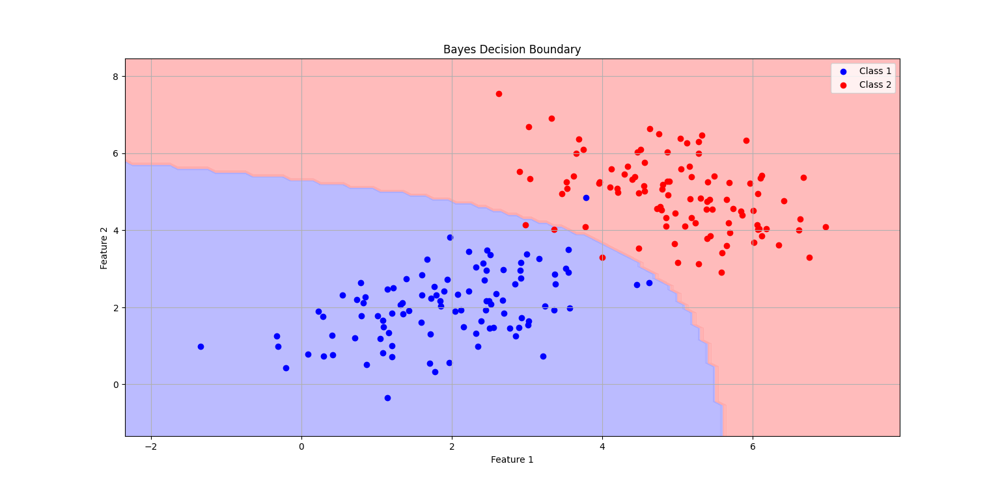 Bayes Decision Boundary
Class 1
Class 2
8
6
4
2
0
Feature 2
−2
0
2
4
6
Feature 1